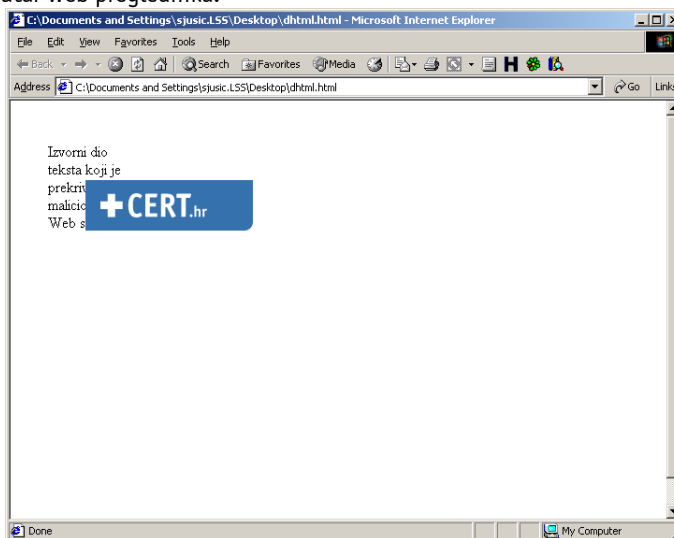 web preglednika.
C:\Documents and Settings\sjusic.LSS\Desktop\dhtml.html - Microsoft Internet Explorer
File Edit View Favorites Tools Help
Back Search Favorites Media H
Address C:\Documents and Settings\sjusic.LSS\Desktop\dhtml.html Go Links
Izvorni dio
teksta koji je
Web
CERT.hr
Done My Computer